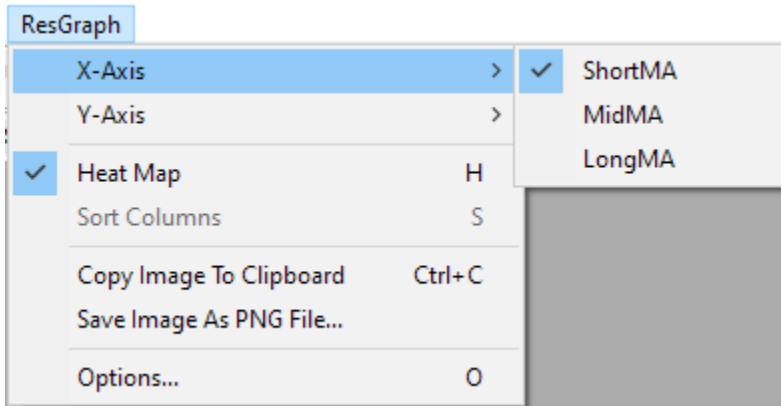 ResGraph
X-Axis
ShortMA
Y-Axis
MidMA
LongMA
Heat Map H
Sort Columns S
Copy Image To Clipboard Ctrl+C
Save Image As PNG File...
Options... O